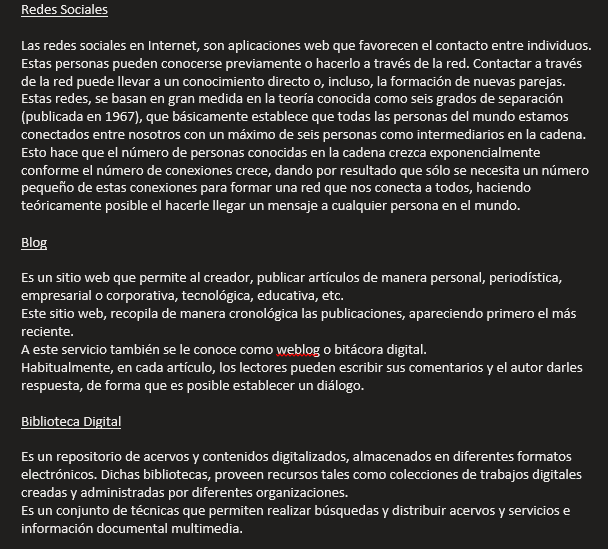 Redes Sociales
Las redes sociales en Internet, son aplicaciones web que favorecen el contacto entre individuos.
Estas personas pueden conocerse previamente o hacerlo a través de la red. Contactar a través
de la red puede llevar a un conocimiento directo o, incluso, la formación de nuevas parejas.
Estas redes, se basan en gran medida en la teoría conocida como seis grados de separación
(publicada en 1967), que básicamente establece que todas las personas del mundo estamos
conectados entre nosotros con un máximo de seis personas como intermediarios en la cadena.
Esto hace que el número de personas conocidas en la cadena crezca exponencialmente
conforme el número de conexiones crece, dando por resultado que sólo se necesita un número
pequeño de estas conexiones para formar una red que nos conecta a todos, haciendo
teóricamente posible el hacerle llegar un mensaje a cualquier persona en el mundo.
Blog
Es un sitio web que permite al creador, publicar artículos de manera personal, periodística,
empresarial o corporativa, tecnológica, educativa, etc.
Este sitio web, recopila de manera cronológica las publicaciones, apareciendo primero el más
reciente.
A este servicio también se le conoce como weblog o bitácora digital.
Habitualmente, en cada artículo, los lectores pueden escribir sus comentarios y el autor darles
respuesta, de forma que es posible establecer un diálogo.
Biblioteca Digital
Es un repositorio de acervos y contenidos digitalizados, almacenados en diferentes formatos
electrónicos. Dichas bibliotecas, proveen recursos tales como colecciones de trabajos digitales
creadas y administradas por diferentes organizaciones.
Es un conjunto de técnicas que permiten realizar búsquedas y distribuir acervos y servicios e
información documental multimedia.